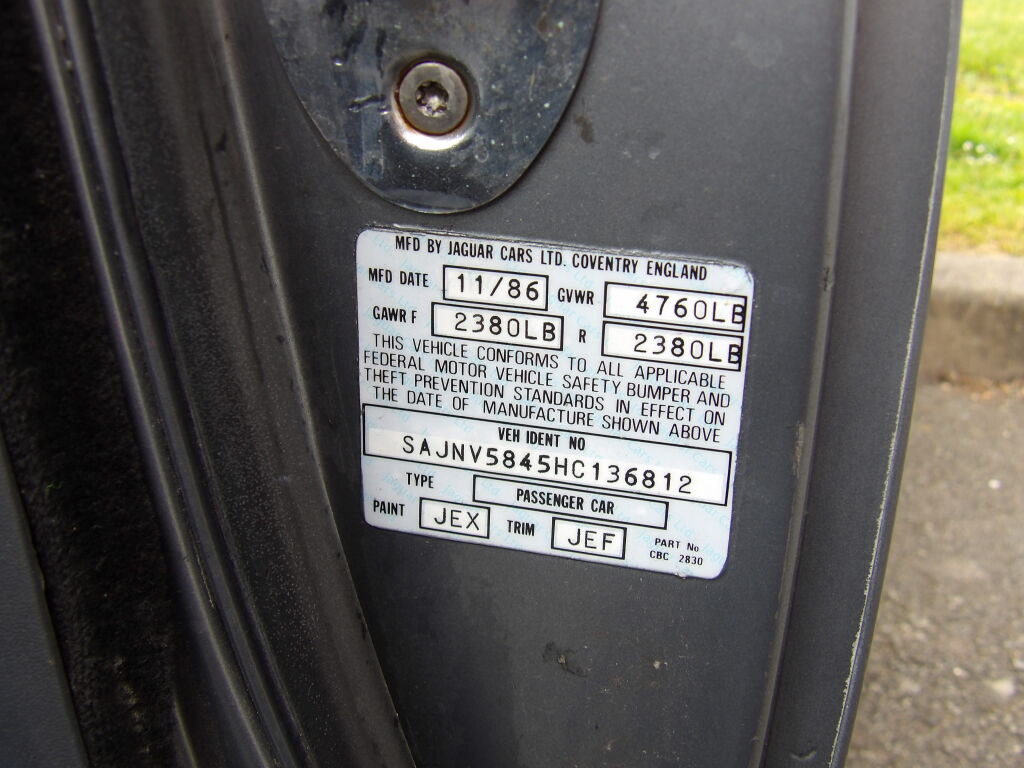 MFD BY JAGUAR CARS LTD. COVENTRY ENGLAND
MFD DATE 11/86 GVWR 4760LB
GAWR F 2380LB R 2380LB
THIS VEHICLE CONFORMS TO ALL APPLICABLE
FEDERAL MOTOR VEHICLE SAFETY BUMPER AND
THEFT PREVENTION STANDARDS IN EFFECT ON
THE DATE OF MANUFACTURE SHOWN ABOVE
VEH IDENT NO
SAJNV5845HC136812
TYPE PASSENGER CAR
PAINT JEX TRIM JEF PART No
CBC 2830